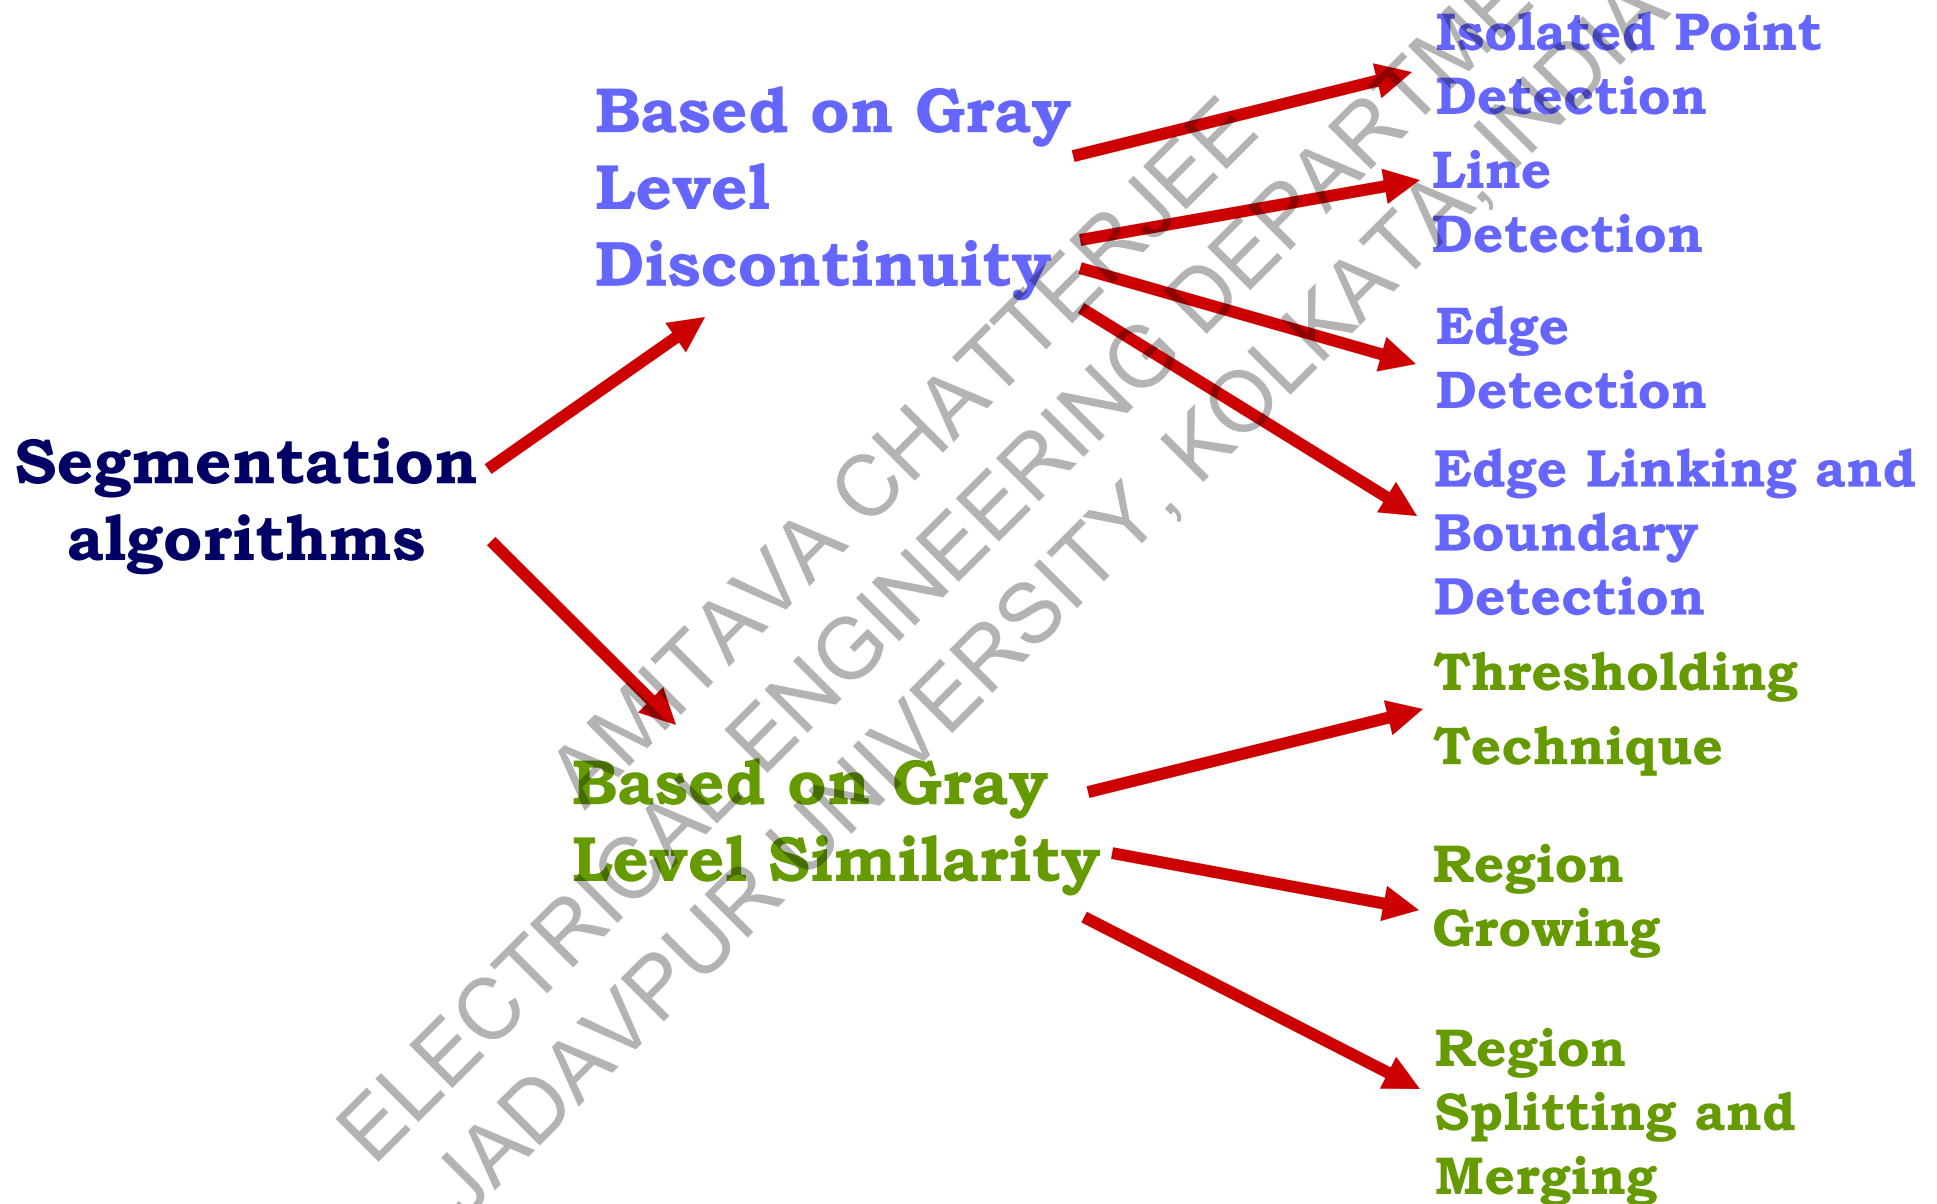 Segmentation
algorithms
Based on Gray
Level
Discontinuity
Isolated Point
Detection
Line
Detection
Edge
Detection
Edge Linking and
Boundary
Detection
Based on Gray
Level Similarity
Thresholding
Technique
Region
Growing
Region
Splitting and
Merging
AMITAVA CHATTERJEE
ELECTRICAL ENGINEERING DEPARTME
JADAVPUR UNIVERSITY, KOLKATA, INDIA